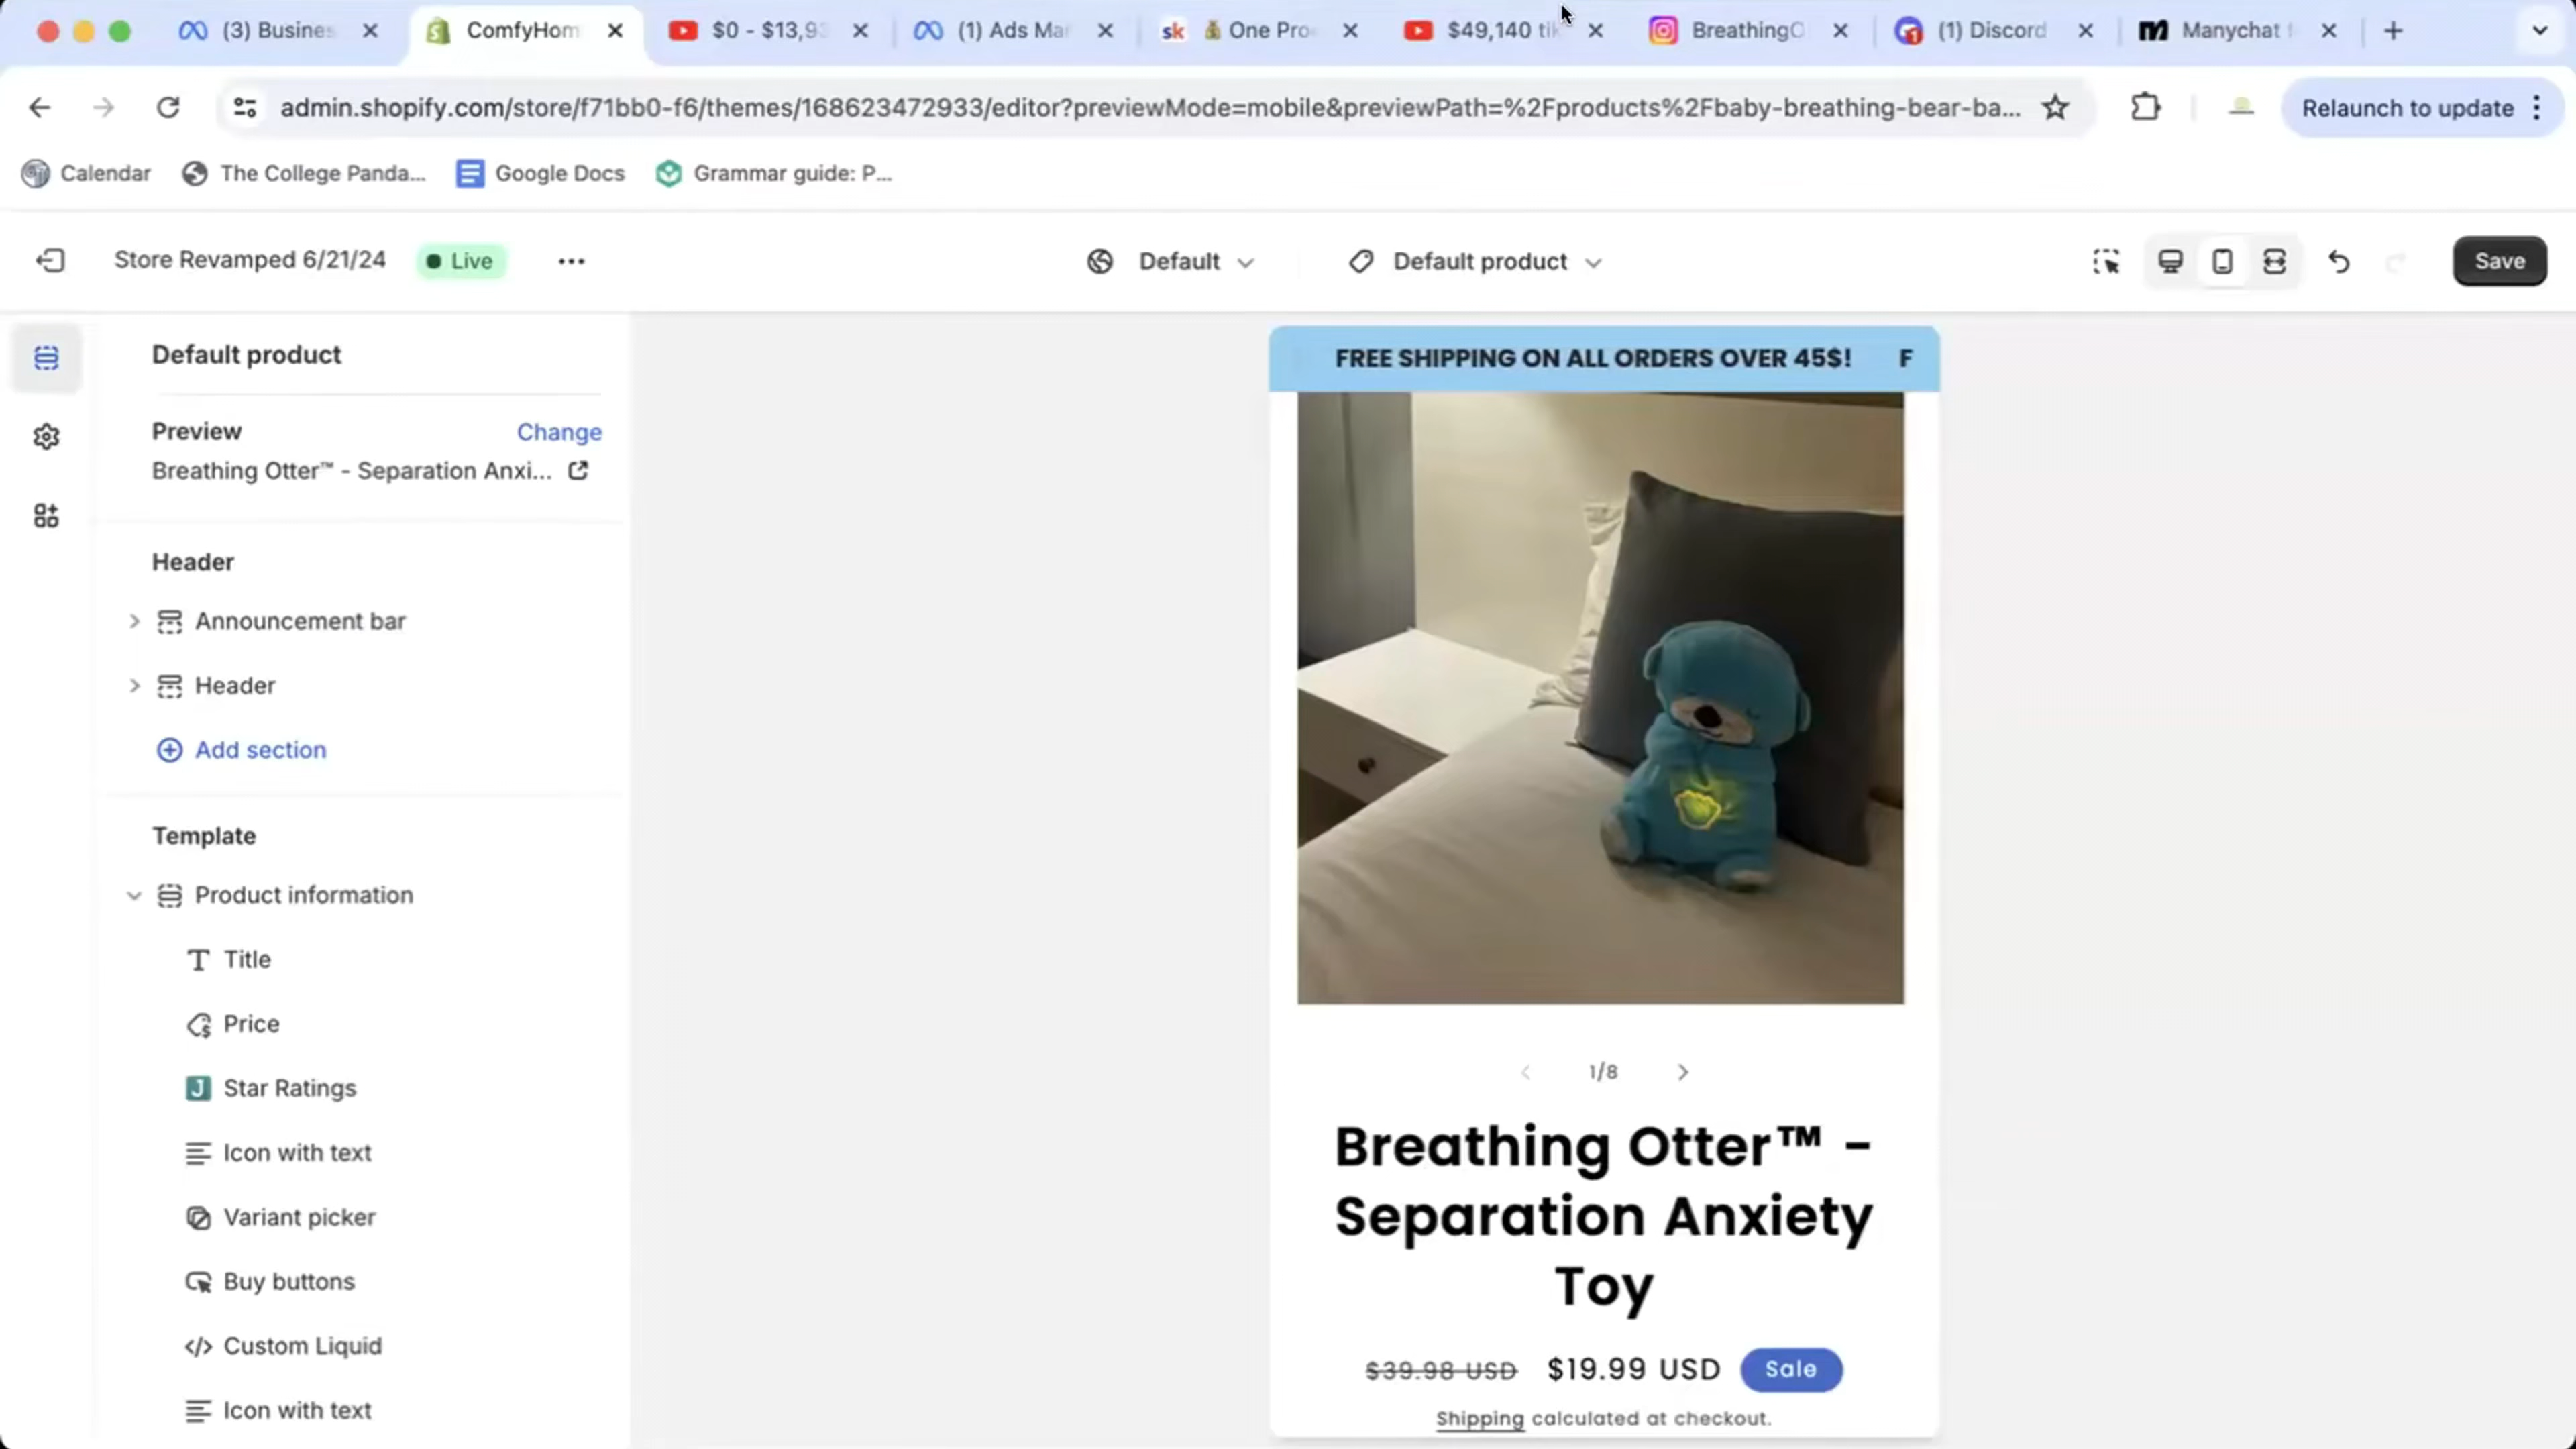 (3) Busines
ComfyHom
$0 - $13,93
(1) Ads Mar
sk
One Pro
$49,140 tik
BreathingO
(1) Discord
Manychat f
admin.shopify.com/store/f71bb0-f6/themes/168623472933/editor?previewMode=mobile&previewPath=%2Fproducts%2Fbaby-breathing-bear-ba...
Relaunch to update
Calendar
The College Panda...
Google Docs
Grammar guide: P...
Store Revamped 6/21/24
Live
Default
Default product
Save
Default product
Preview
Change
Breathing Otter™ - Separation Anxi...
Header
Announcement bar
Header
Add section
Template
Product information
Title
Price
J
Star Ratings
Icon with text
Variant picker
Buy buttons
Custom Liquid
Icon with text
FREE SHIPPING ON ALL ORDERS OVER 45$! F
1/8
Breathing Otter™ -
Separation Anxiety
Toy
$39.98 USD $19.99 USD Sale
Shipping calculated at checkout.